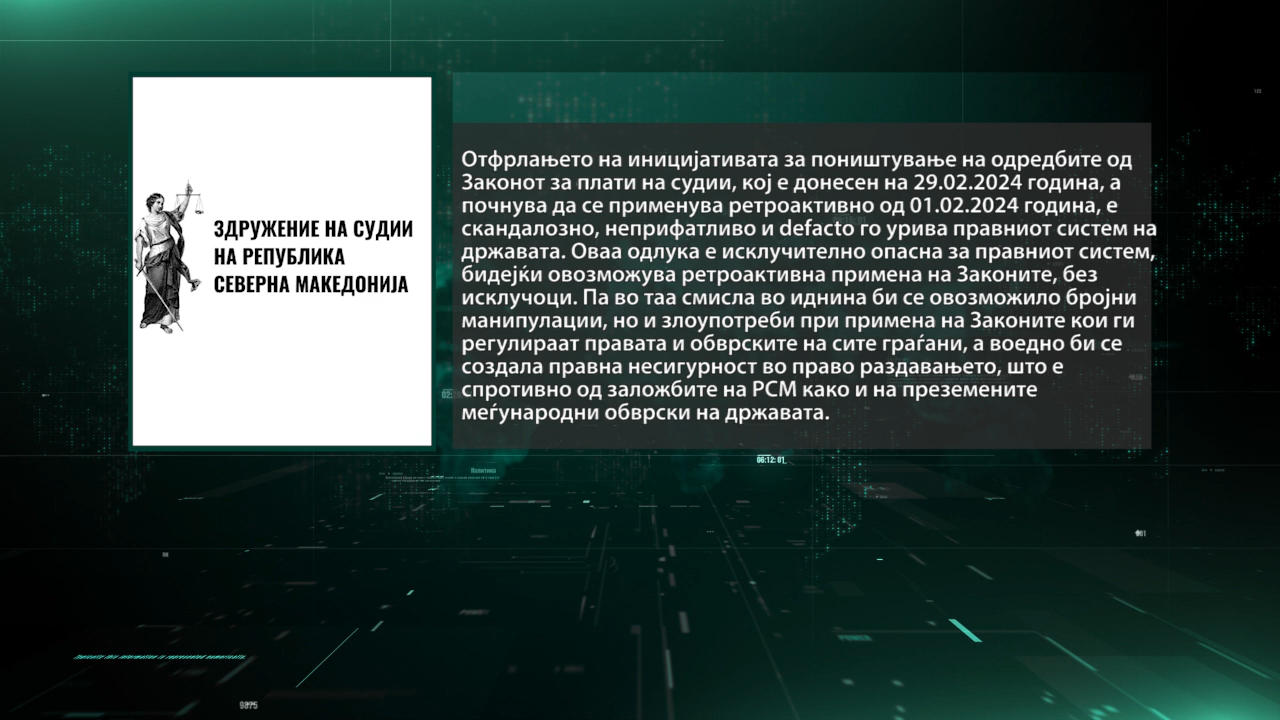 ЗДРУЖЕНИЕ НА СУДИИ
НА РЕПУБЛИКА
СЕВЕРНА МАКЕДОНИЈА
Отфрлањето на иницијативата за поништување на одредбите од
Законот за плати на судии, кој е донесен на 29.02.2024 година, а
почнува да се применува ретроактивно од 01.02.2024 година, е
скандалозно, неприфатливо и defacto го урива правниот систем на
државата. Оваа одлука е исклучително опасна за правниот систем,
бидејќи овозможува ретроактивна примена на Законите, без
исклучоци. Па во таа смисла во иднина би се овозможило бројни
манипулации, но и злоупотреби при примена на Законите кои ги
регулираат правата и обврските на сите граѓани, а воедно би се
создала правна несигурност во право раздавањето, што е
спротивно од заложбите на РСМ како и на преземените
меѓународни обврски на државата.
06:12: 01
Политика
POWER
9875